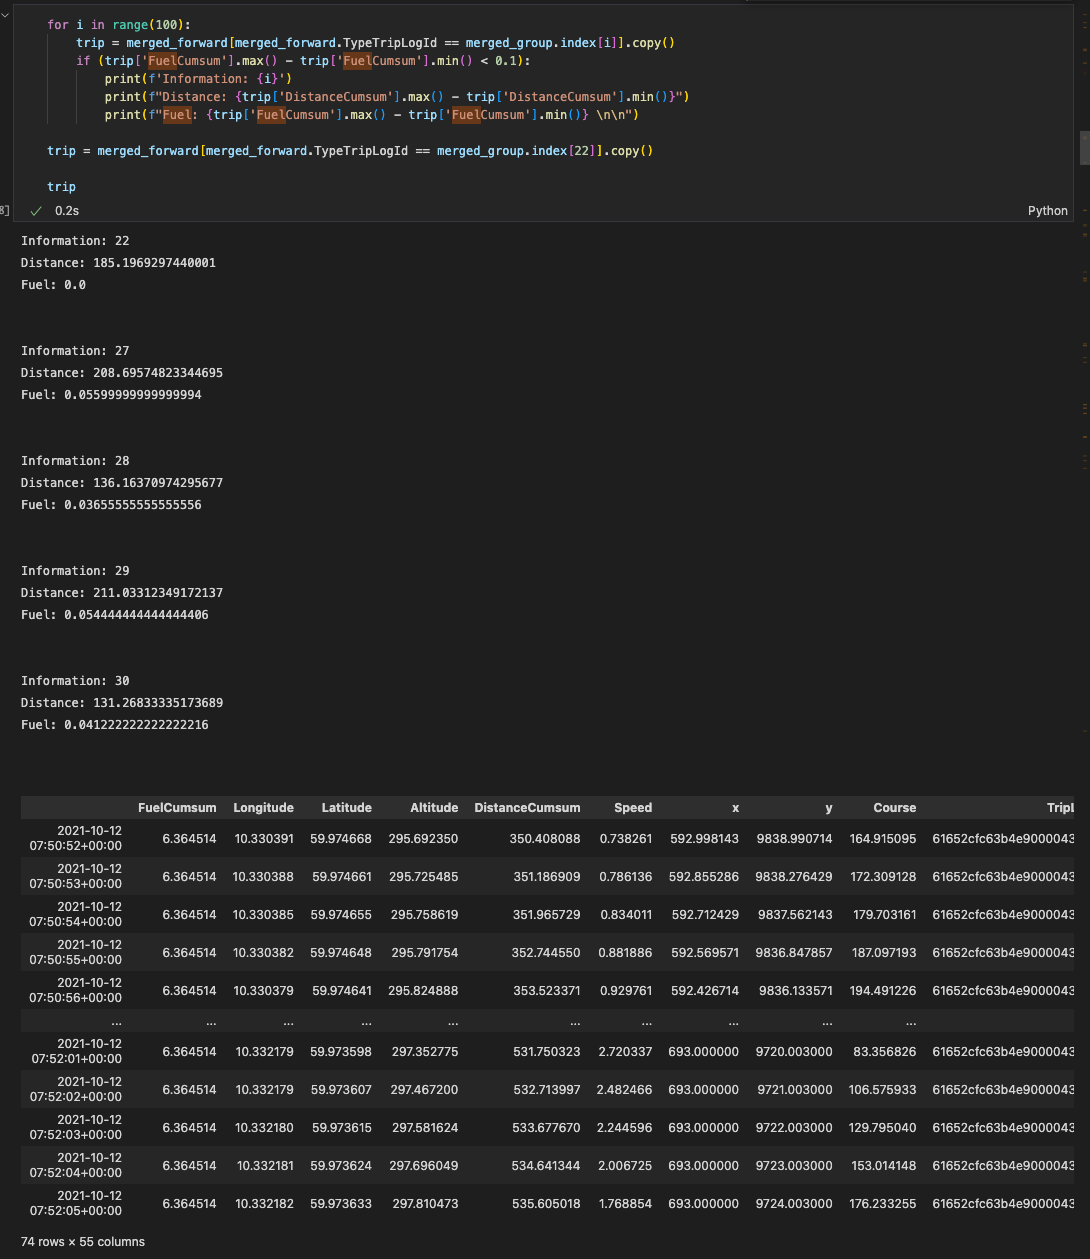 for i in range(100):
    trip = merged_forward[merged_forward.TypeTripLogId == merged_group.index[i]].copy()
    if (trip['FuelCumsum'].max() - trip['FuelCumsum'].min() < 0.1):
        print(f'Information: {i}')
        print(f"Distance: {trip['DistanceCumsum'].max() - trip['DistanceCumsum'].min()}")
        print(f"Fuel: {trip['FuelCumsum'].max() - trip['FuelCumsum'].min()} \n\n")
trip = merged_forward[merged_forward.TypeTripLogId == merged_group.index[22]].copy()
trip
8] ✓ 0.2s Python
Information: 22
Distance: 185.1969297440001
Fuel: 0.0
Information: 27
Distance: 208.69574823344695
Fuel: 0.05599999999999994
Information: 28
Distance: 136.16370974295677
Fuel: 0.03655555555555556
Information: 29
Distance: 211.03312349172137
Fuel: 0.054444444444444406
Information: 30
Distance: 131.26833335173689
Fuel: 0.041222222222222216
FuelCumsum Longitude Latitude Altitude DistanceCumsum Speed x y Course TripL
2021-10-12
07:50:52+00:00 6.364514 10.330391 59.974668 295.692350 350.408088 0.738261 592.998143 9838.990714 164.915095 61652cfc63b4e9000043
2021-10-12
07:50:53+00:00 6.364514 10.330388 59.974661 295.725485 351.186909 0.786136 592.855286 9838.276429 172.309128 61652cfc63b4e9000043
2021-10-12
07:50:54+00:00 6.364514 10.330385 59.974655 295.758619 351.965729 0.834011 592.712429 9837.562143 179.703161 61652cfc63b4e9000043
2021-10-12
07:50:55+00:00 6.364514 10.330382 59.974648 295.791754 352.744550 0.881886 592.569571 9836.847857 187.097193 61652cfc63b4e9000043
2021-10-12
07:50:56+00:00 6.364514 10.330379 59.974641 295.824888 353.523371 0.929761 592.426714 9836.133571 194.491226 61652cfc63b4e9000043
... ... ... ... ... ... ... ... ... ...
2021-10-12
07:52:01+00:00 6.364514 10.332179 59.973598 297.352775 531.750323 2.720337 693.000000 9720.003000 83.356826 61652cfc63b4e9000043
2021-10-12
07:52:02+00:00 6.364514 10.332179 59.973607 297.467200 532.713997 2.482466 693.000000 9721.003000 106.575933 61652cfc63b4e9000043
2021-10-12
07:52:03+00:00 6.364514 10.332180 59.973615 297.581624 533.677670 2.244596 693.000000 9722.003000 129.795040 61652cfc63b4e9000043
2021-10-12
07:52:04+00:00 6.364514 10.332181 59.973624 297.696049 534.641344 2.006725 693.000000 9723.003000 153.014148 61652cfc63b4e9000043
2021-10-12
07:52:05+00:00 6.364514 10.332182 59.973633 297.810473 535.605018 1.768854 693.000000 9724.003000 176.233255 61652cfc63b4e9000043
74 rows × 55 columns